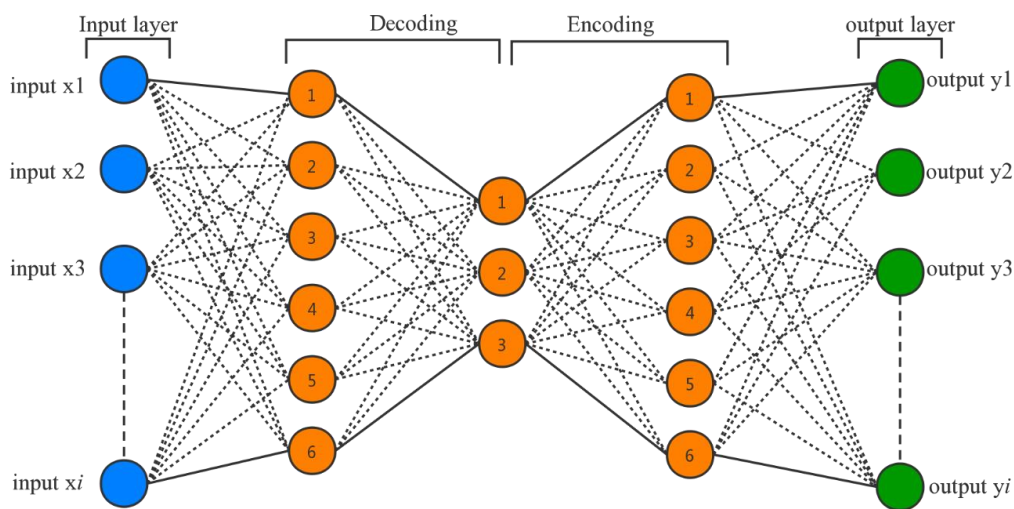 Input layer
Decoding
Encoding
output layer
input x1
input x2
input x3
input xi
1
2
3
4
5
6
1
2
3
1
2
3
4
5
6
output y1
output y2
output y3
output yi